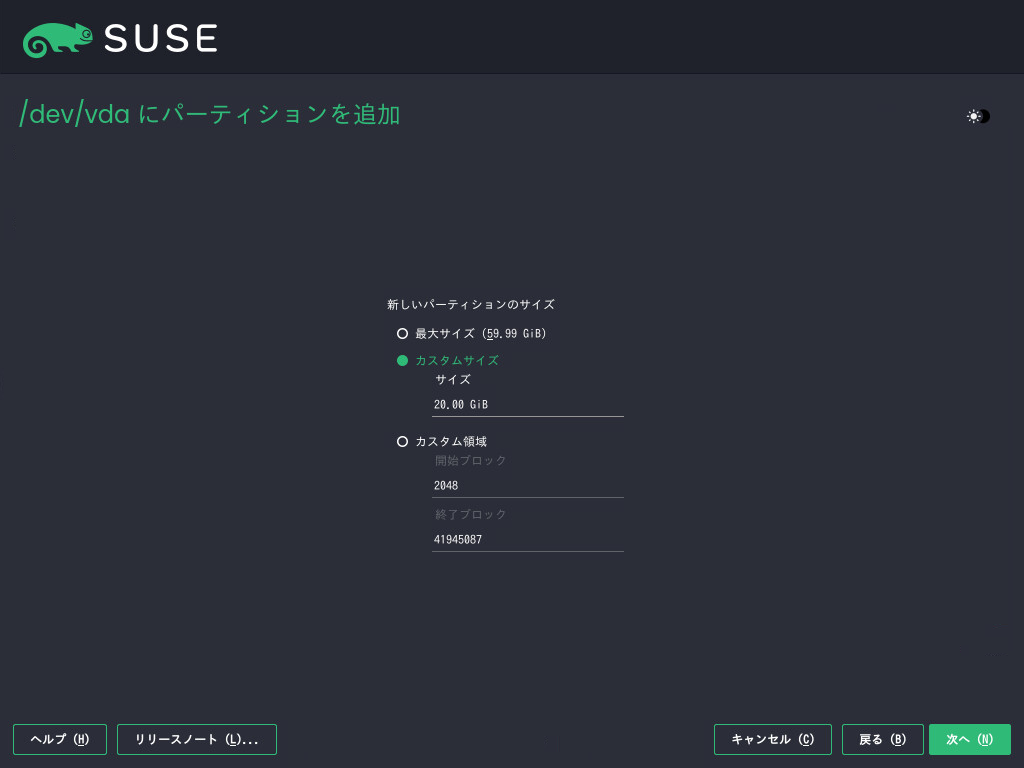 SUSE
/dev/vda にパーティションを追加
新しいパーティションのサイズ
最大サイズ (59.99 GiB)
カスタムサイズ
サイズ
20.00 GiB
カスタム領域
開始ブロック
2048
終了ブロック
41945087
ヘルプ (H) リリースノート (L)... キャンセル (C) 戻る (B) 次へ (N)